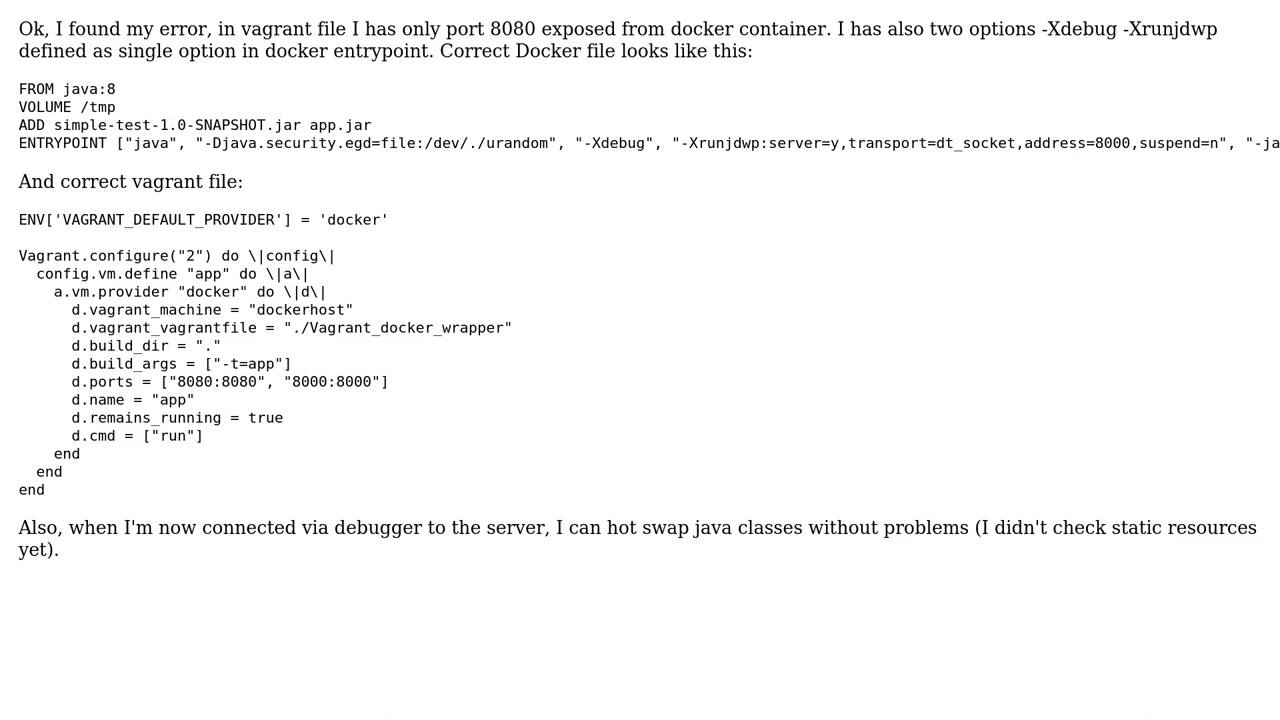 Ok, I found my error, in vagrant file I has only port 8080 exposed from docker container. I has also two options -Xdebug -Xrunjdwp
defined as single option in docker entrypoint. Correct Docker file looks like this:
FROM java:8
VOLUME /tmp
ADD simple-test-1.0-SNAPSHOT.jar app.jar
ENTRYPOINT ["java", "-Djava.security.egd=file:/dev/./urandom", "-Xdebug", "-Xrunjdwp:server=y,transport=dt_socket,address=8000,suspend=n", "-ja
And correct vagrant file:
ENV['VAGRANT_DEFAULT_PROVIDER'] = 'docker'
Vagrant.configure("2") do \|config\|
  config.vm.define "app" do \|a\|
    a.vm.provider "docker" do \|d\|
      d.vagrant_machine = "dockerhost"
      d.vagrant_vagrantfile = "./Vagrant_docker_wrapper"
      d.build_dir = "."
      d.build_args = ["-t=app"]
      d.ports = ["8080:8080", "8000:8000"]
      d.name = "app"
      d.remains_running = true
      d.cmd = ["run"]
    end
  end
end
Also, when I'm now connected via debugger to the server, I can hot swap java classes without problems (I didn't check static resources
yet).